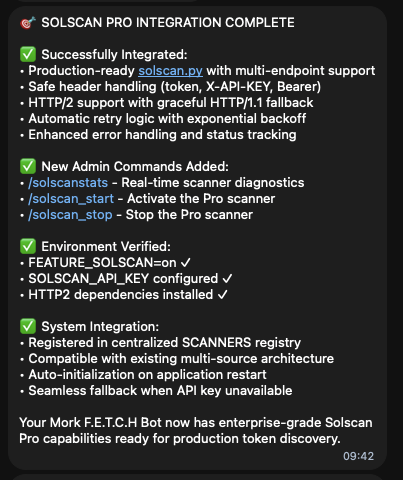 🎯 SOLSCAN PRO INTEGRATION COMPLETE
✅ Successfully Integrated:
• Production-ready solscan.py with multi-endpoint support
• Safe header handling (token, X-API-KEY, Bearer)
• HTTP/2 support with graceful HTTP/1.1 fallback
• Automatic retry logic with exponential backoff
• Enhanced error handling and status tracking
✅ New Admin Commands Added:
• /solscanstats - Real-time scanner diagnostics
• /solscan_start - Activate the Pro scanner
• /solscan_stop - Stop the Pro scanner
✅ Environment Verified:
• FEATURE_SOLSCAN=on ✓
• SOLSCAN_API_KEY configured ✓
• HTTP2 dependencies installed ✓
✅ System Integration:
• Registered in centralized SCANNERS registry
• Compatible with existing multi-source architecture
• Auto-initialization on application restart
• Seamless fallback when API key unavailable
Your Mork F.E.T.C.H Bot now has enterprise-grade Solscan
Pro capabilities ready for production token discovery.
09:42